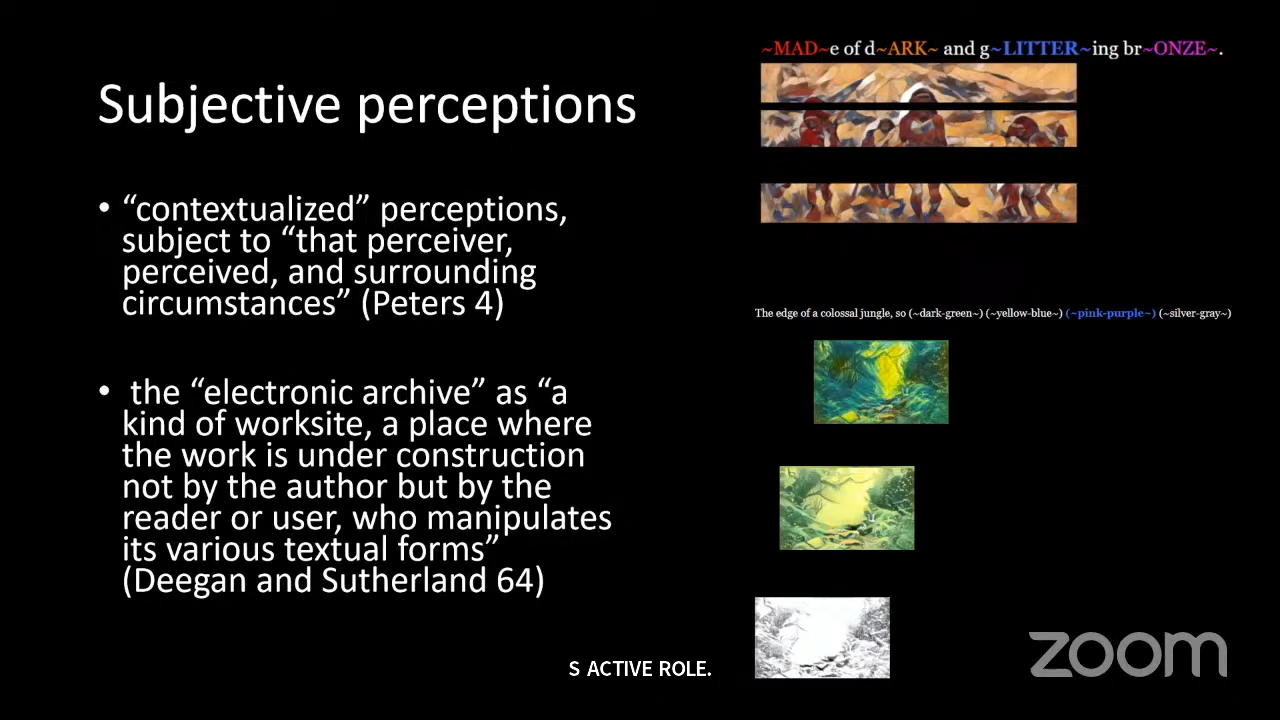 ~MAD~e of d~ARK~ and g~LITTER~ing br~ONZE~.
Subjective perceptions
• “contextualized” perceptions,
subject to “that perceiver,
perceived, and surrounding
circumstances” (Peters 4)
The edge of a colossal jungle, so (~dark-green~) (~yellow-blue~) (~pink-purple~) (~silver-gray~)
• the “electronic archive” as “a
kind of worksite, a place where
the work is under construction
not by the author but by the
reader or user, who manipulates
its various textual forms”
(Deegan and Sutherland 64)
zoom
S ACTIVE ROLE.